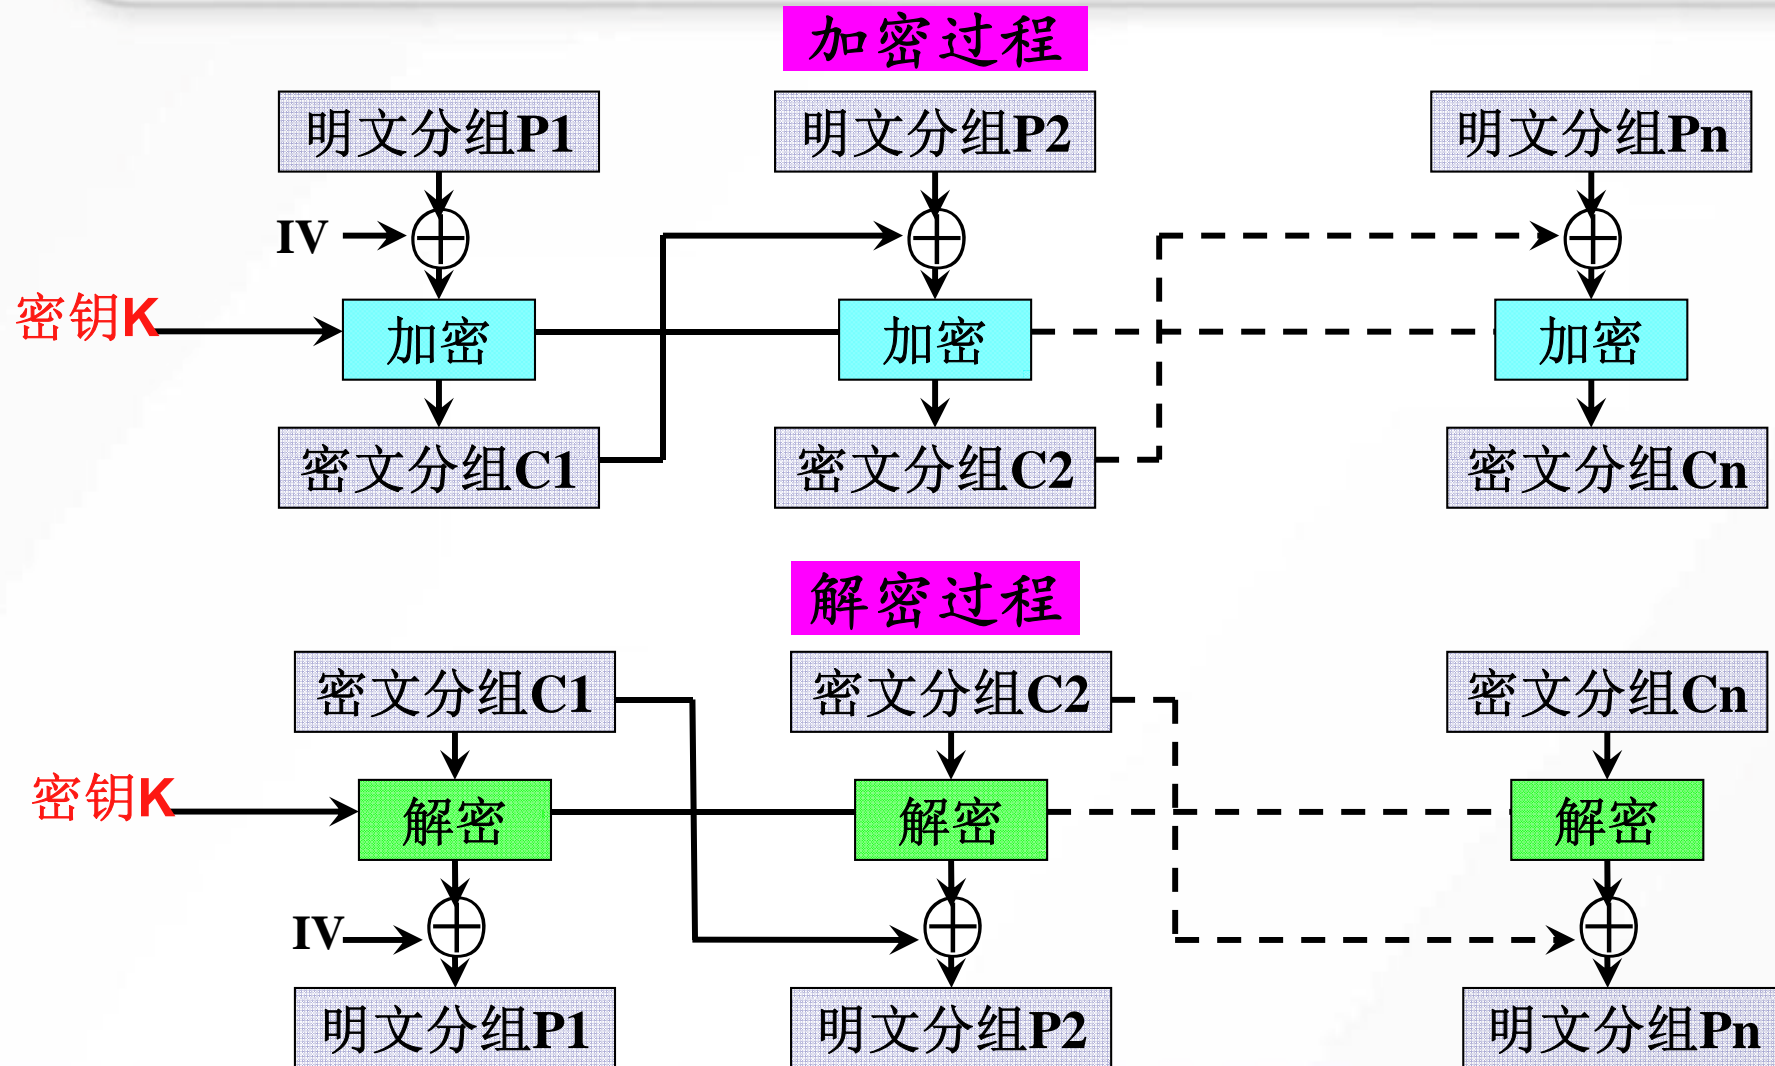 加密过程
明文分组P1
明文分组P2
明文分组Pn
IV
密钥K
加密
加密
加密
密文分组C1
密文分组C2
密文分组Cn
解密过程
密文分组C1
密文分组C2
密文分组Cn
密钥K
解密
解密
解密
IV
明文分组P1
明文分组P2
明文分组Pn